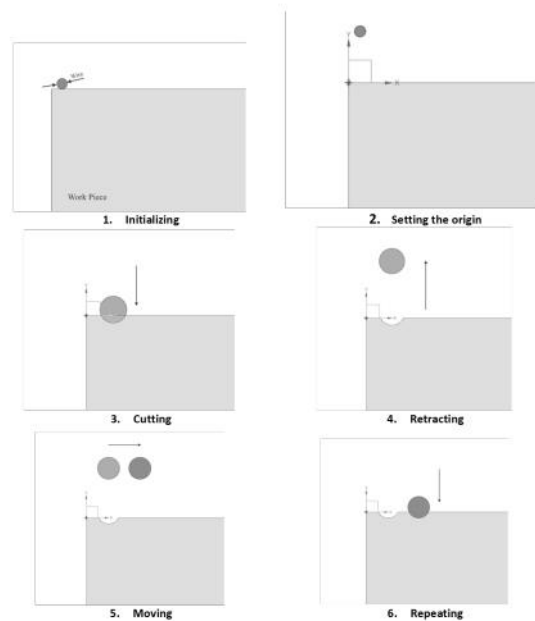 Wire
Work Piece
1. Initializing
Y
X
2. Setting the origin
3. Cutting
4. Retracting
5. Moving
6. Repeating